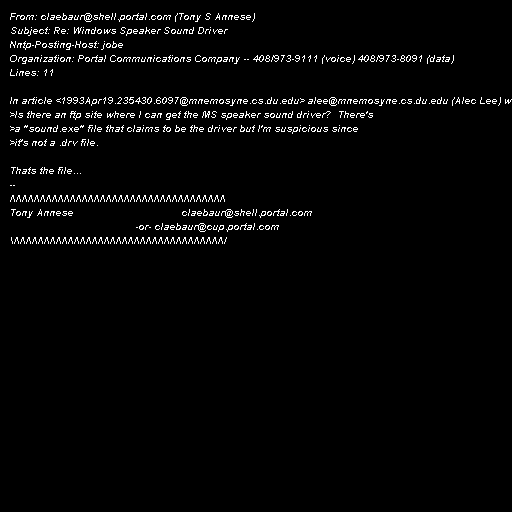 From: claebaur@shell.portal.com (Tony S Annese)
Subject: Re: Windows Speaker Sound Driver
Nntp-Posting-Host: jobe
Organization: Portal Communications Company -- 408/973-9111 (voice) 408/973-8091 (data)
Lines: 11

In article <1993Apr19.235430.6097@mnemosyne.cs.du.edu> alee@mnemosyne.cs.du.edu (Alec Lee) w
>Is there an ftp site where I can get the MS speaker sound driver?  There's
>a "sound.exe" file that claims to be the driver but I'm suspicious since
>it's not a .drv file.

Thats the file...
--
/\/\/\/\/\/\/\/\/\/\/\/\/\/\/\/\/\/\/\/\/\/\/\/\/\/\/\/\/\/\/\/\/\/\/\/\
Tony Annese                                  claebaur@shell.portal.com
                                       -or- claebaur@cup.portal.com
\/\/\/\/\/\/\/\/\/\/\/\/\/\/\/\/\/\/\/\/\/\/\/\/\/\/\/\/\/\/\/\/\/\/\/\/